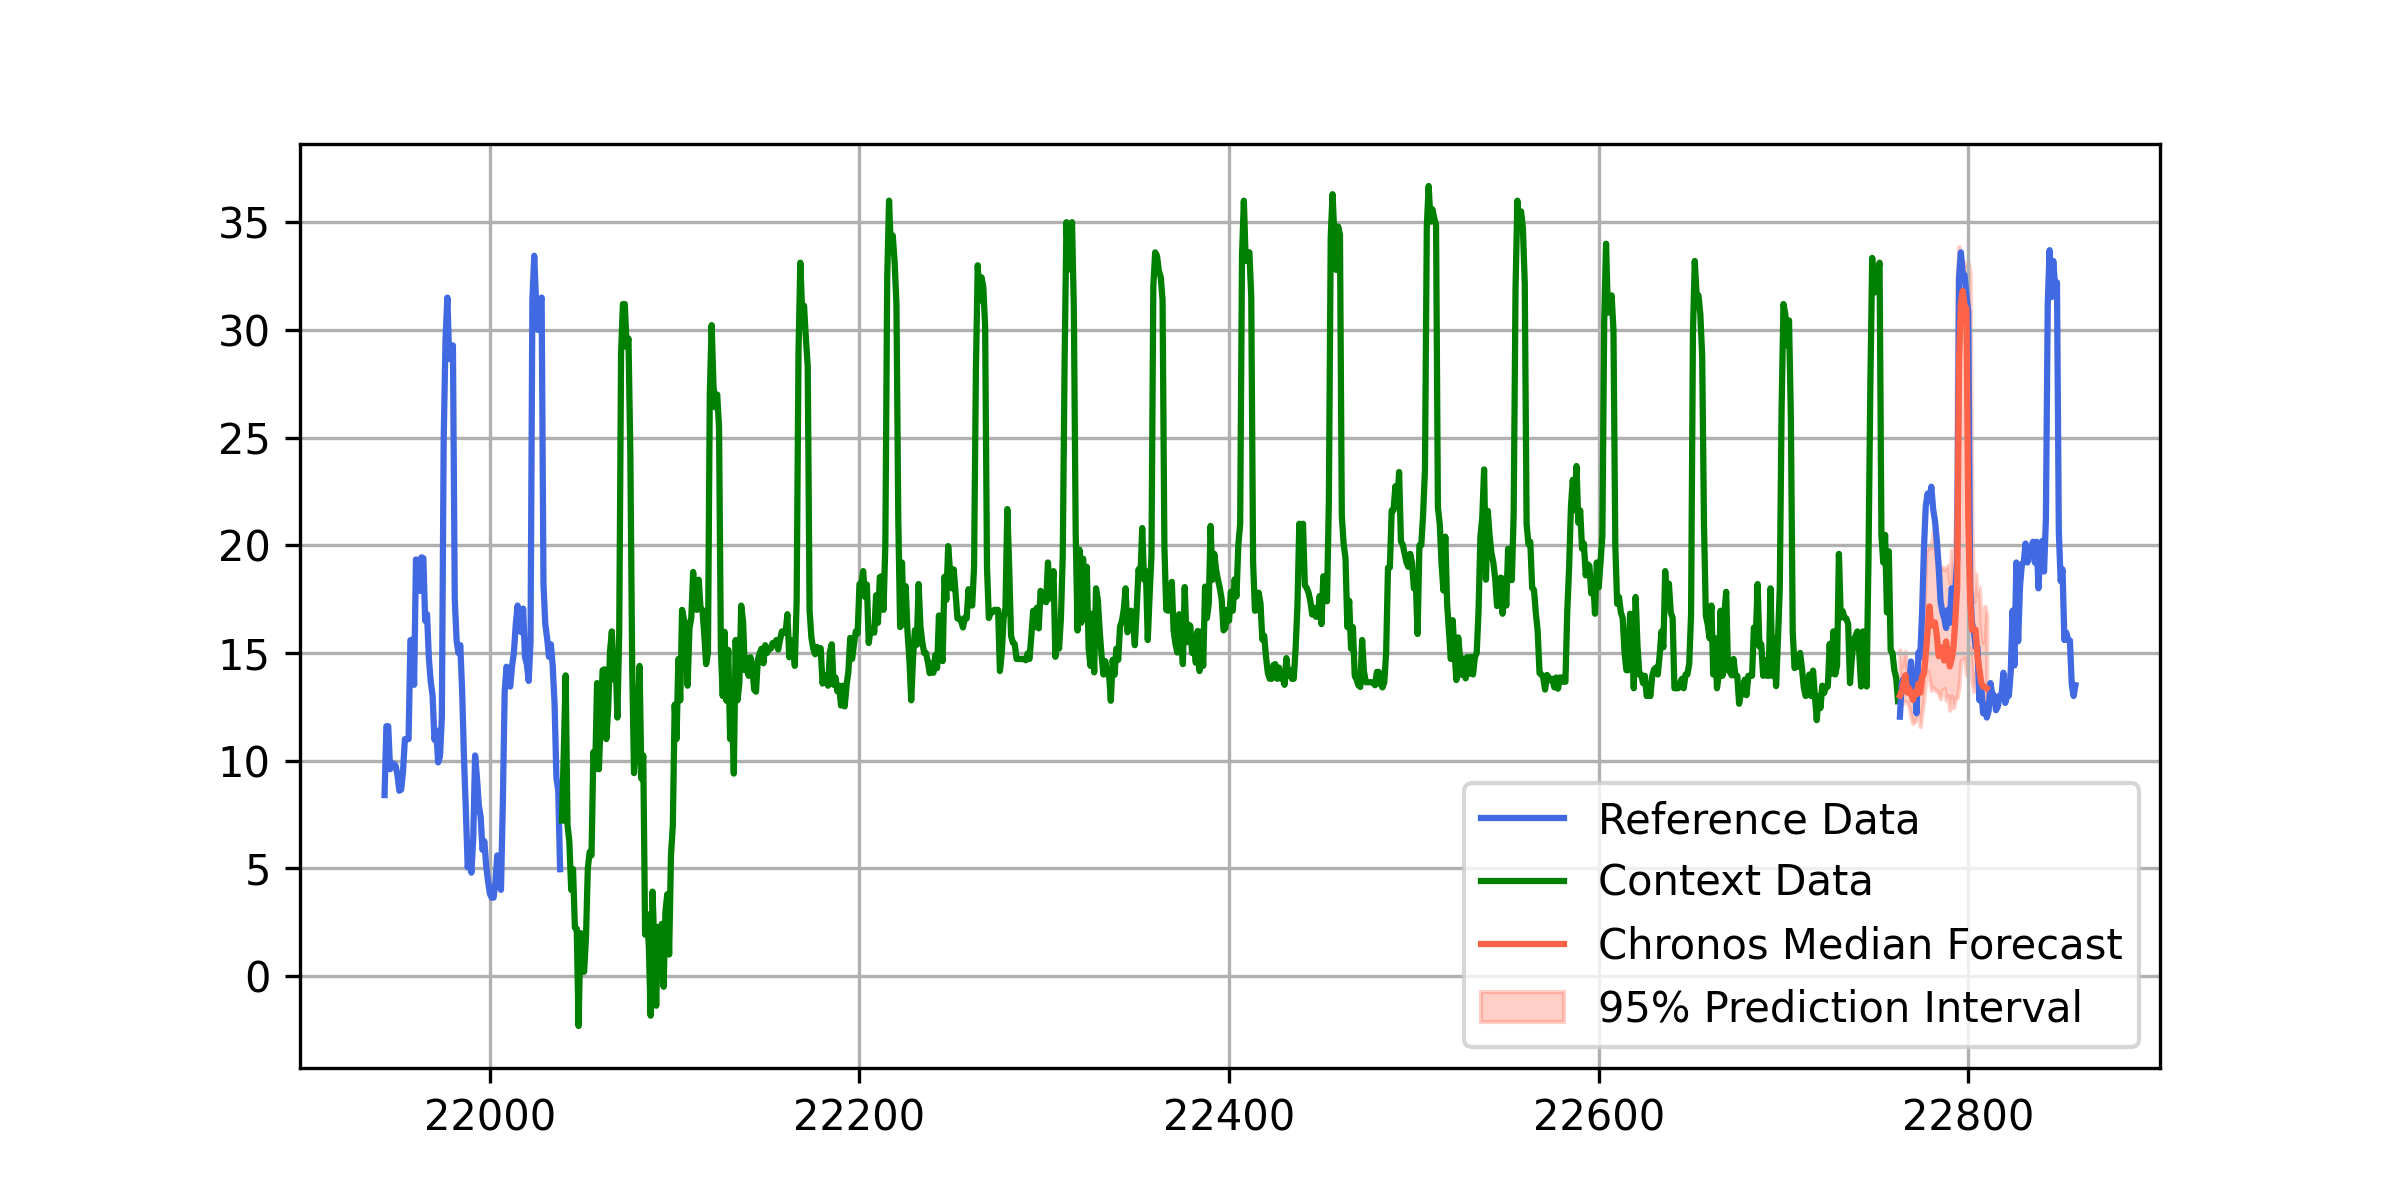 35
30
25
20
15
10
5
0
22000 22200 22400 22600 22800
Reference Data
Context Data
Chronos Median Forecast
95% Prediction Interval